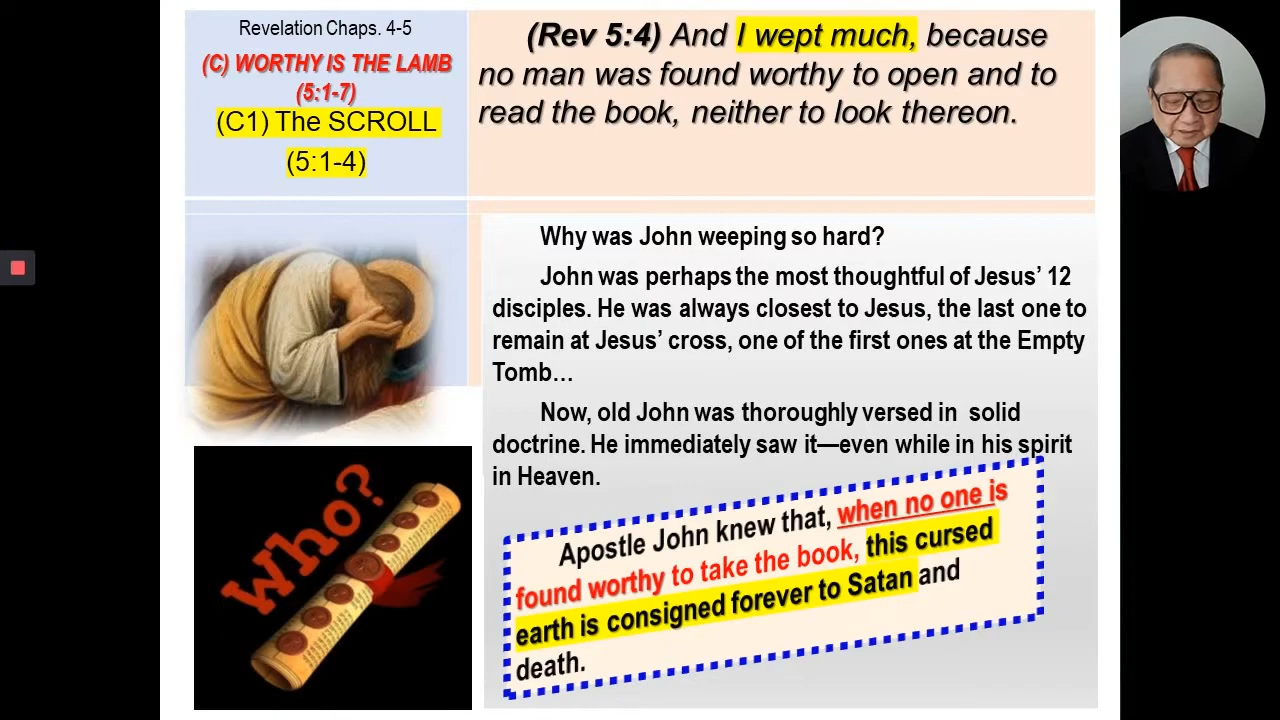 Revelation Chaps. 4-5
(C) WORTHY IS THE LAMB
(5:1-7)
(C1) The SCROLL
(5:1-4)
(Rev 5:4) And I wept much, because
no man was found worthy to open and to
read the book, neither to look thereon.
Why was John weeping so hard?
John was perhaps the most thoughtful of Jesus’ 12
disciples. He was always closest to Jesus, the last one to
remain at Jesus’ cross, one of the first ones at the Empty
Tomb…
Now, old John was thoroughly versed in solid
doctrine. He immediately saw it—even while in his spirit
in Heaven.
Who?
Apostle John knew that, when no one is
found worthy to take the book, this cursed
earth is consigned forever to Satan and
death.